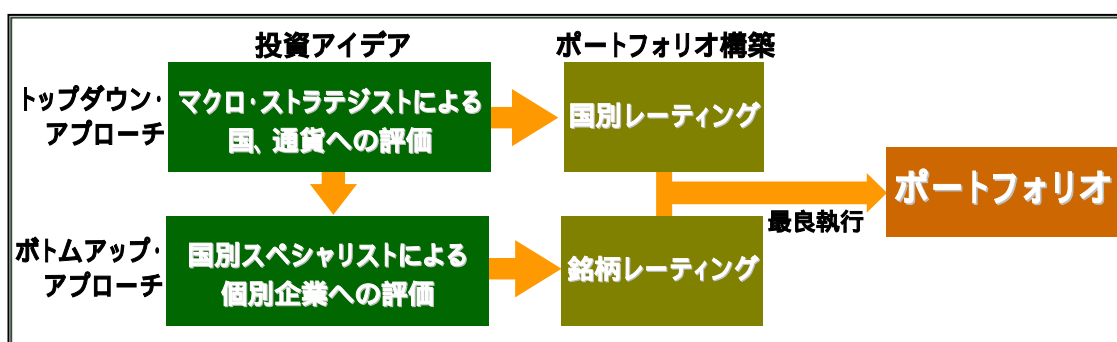 投資アイデア
ポートフォリオ構築
トップダウン・
アプローチ
マクロ・ストラテジストによる
国、通貨への評価
国別レーティング
ポートフォリオ
最良執行
ボトムアップ・
アプローチ
国別スペシャリストによる
個別企業への評価
銘柄レーティング